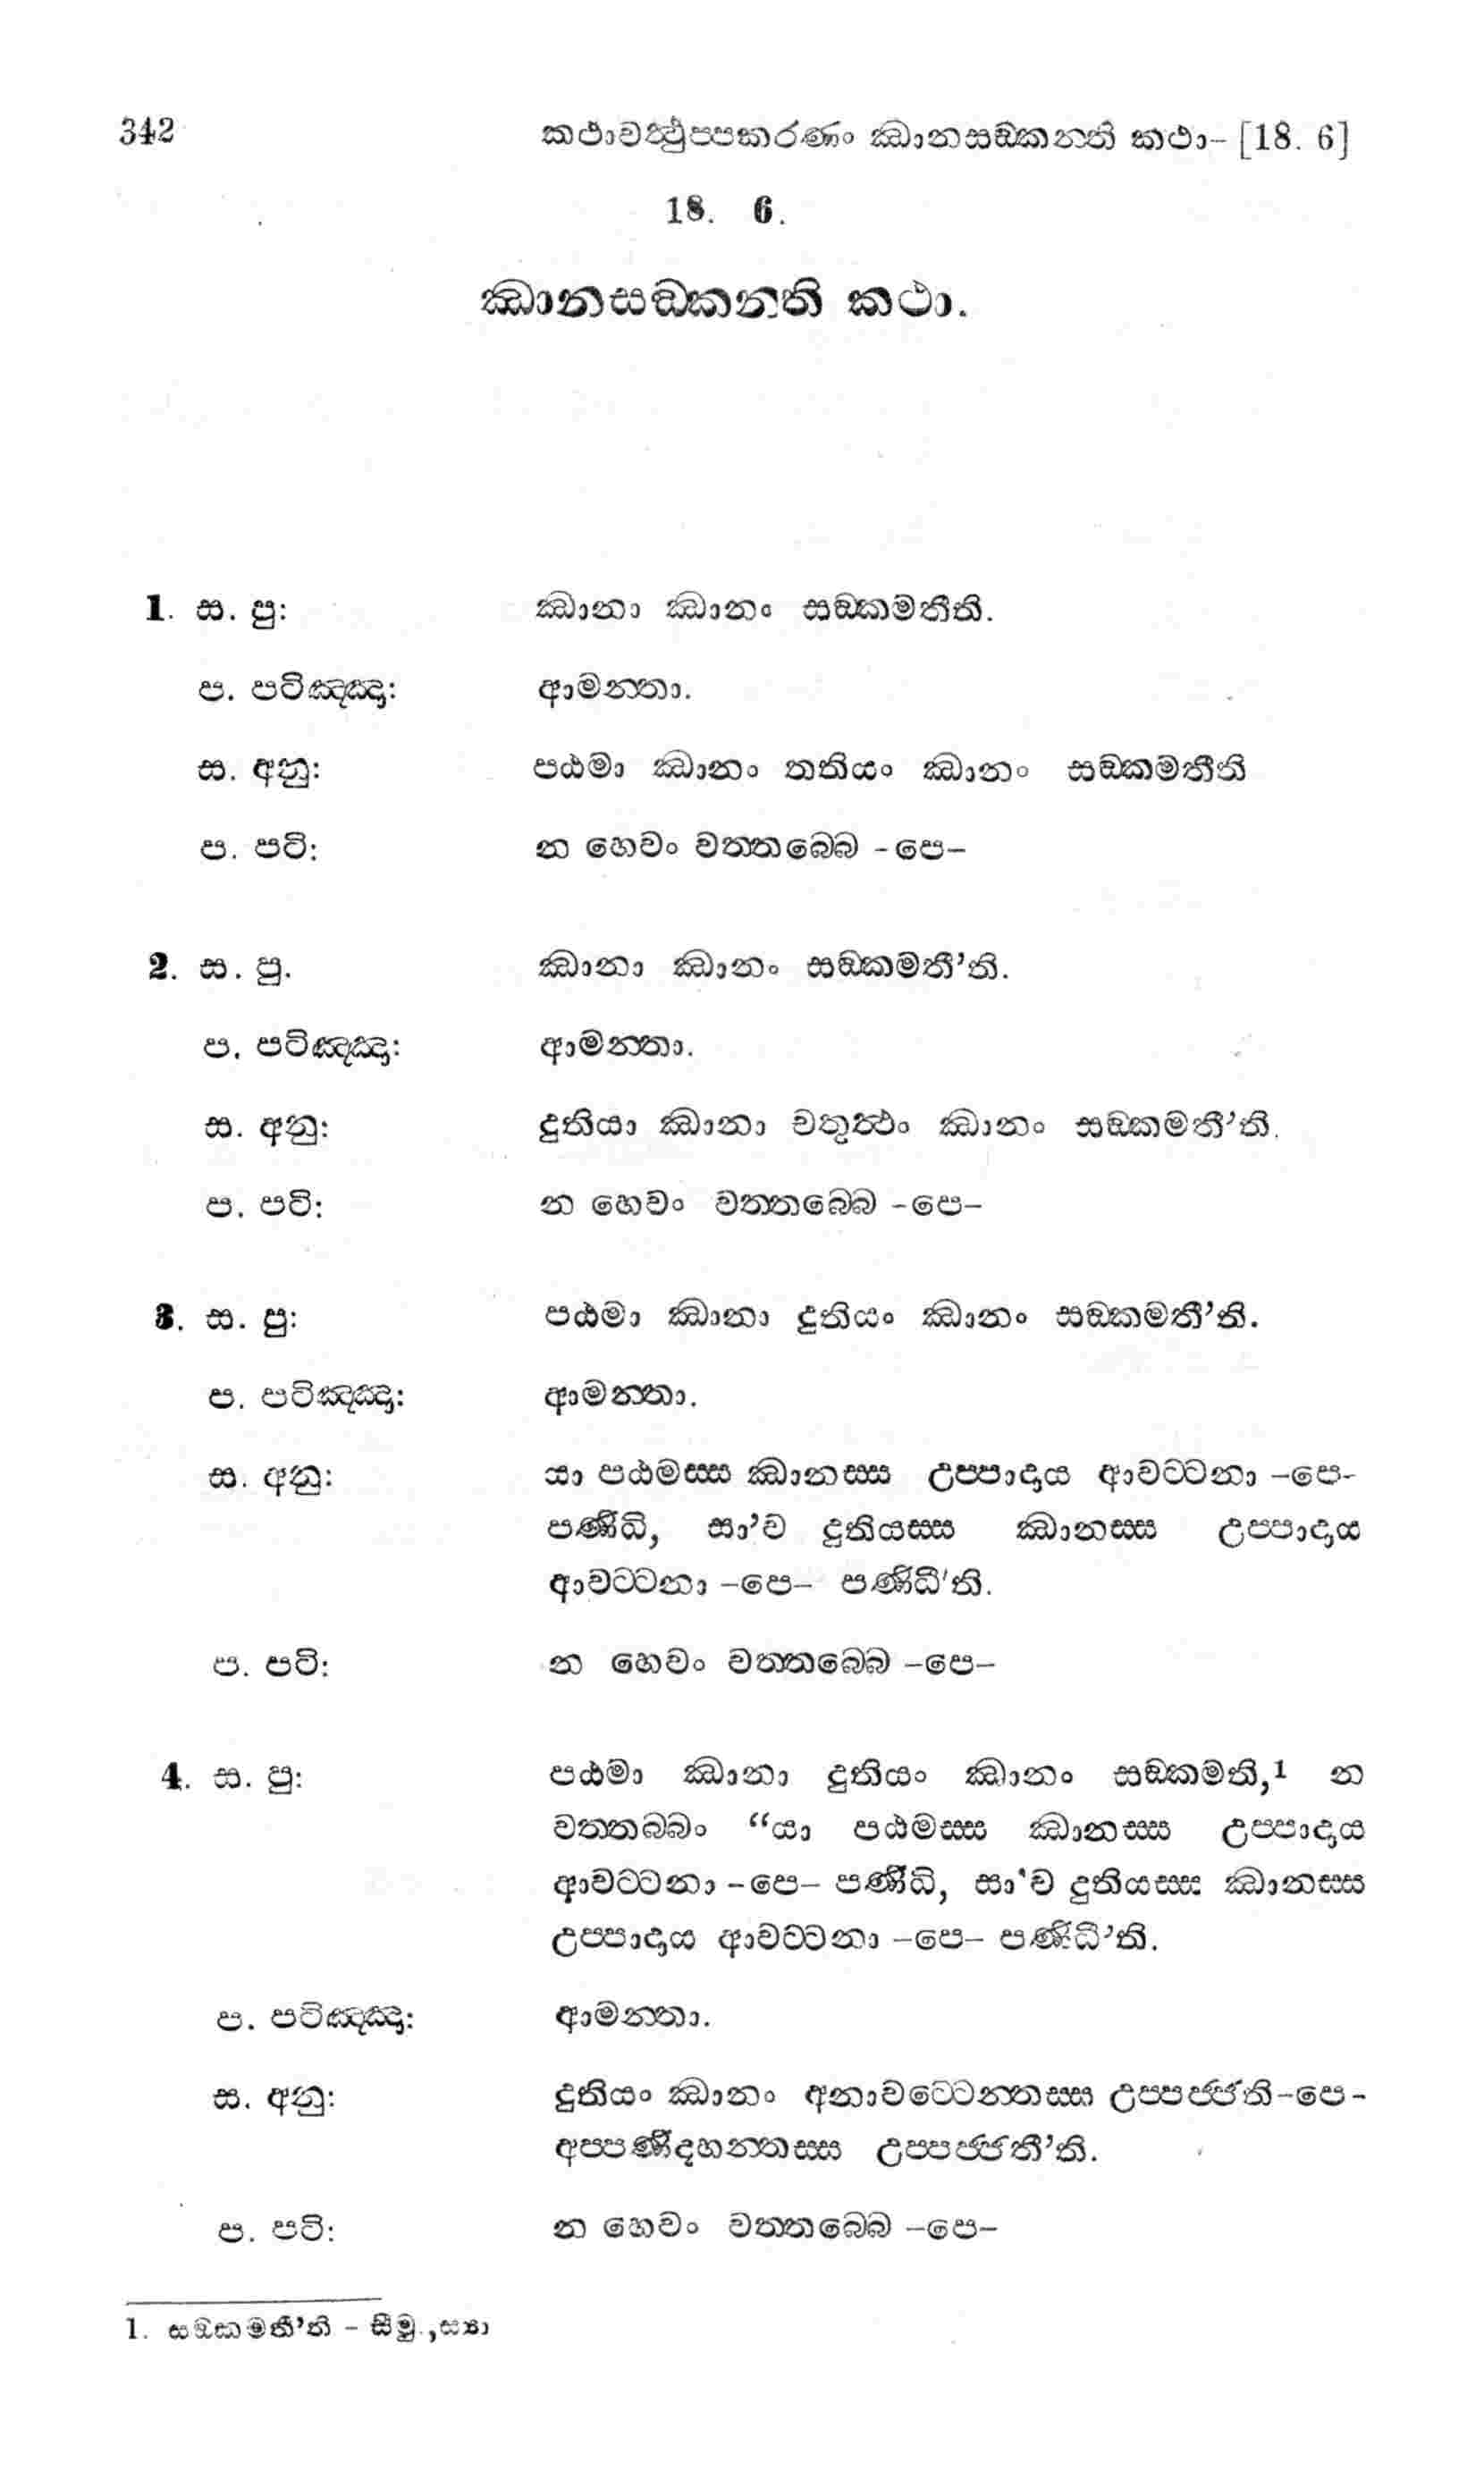 342 කථාවත්ථුප්පකරණං ඣානසඞ්කන්ති කථා- [18. 6]
18. 6.
ඣානසඞ්කන්ති කථා.
1. ස. පු: ඣානා ඣානං සඞ්කමතීති.
ප. පටිඤ්ඤා: ආමන්තා.
ස. අනු: පඨමා ඣානං තතියං ඣානං සඞ්කමතීති
ප. පටි: න හෙවං වත්තබ්බෙ -පෙ-
2. ස. පු. ඣානා ඣානං සඞ්කමතී’ති.
ප. පටිඤ්ඤා: ආමන්තා.
ස. අනු: දුතියා ඣානා චතුත්ථං ඣානං සඞ්කමතී’ති.
ප. පටි: න හෙවං වත්තබ්බෙ -පෙ-
3. ස. පු: පඨමා ඣානා දුතියං ඣානං සඞ්කමතී’ති.
ප. පටිඤ්ඤා: ආමන්තා.
ස. අනු: යා පඨමස්ස ඣානස්ස උප්පාදාය ආවට්ටනා -පෙ-
පණිධි, සා’ව දුතියස්ස ඣානස්ස උප්පාදාය
ආවට්ටනා -පෙ- පණිධී’ති.
ප. පටි: න හෙවං වත්තබ්බෙ -පෙ-
4. ස. පු: පඨමා ඣානා දුතියං ඣානං සඞ්කමති,¹ න
වත්තබ්බං “යා පඨමස්ස ඣානස්ස උප්පාදාය
ආවට්ටනා -පෙ- පණිධි, සා‘ව දුතියස්ස ඣානස්ස
උප්පාදාය ආවට්ටනා -පෙ- පණිධී’ති.
ප. පටිඤ්ඤා: ආමන්තා.
ස. අනු: දුතියං ඣානං අනාවට්ටෙන්තස්ස උප්පජ්ජති-පෙ-
අප්පණිදහන්තස්ස උප්පජ්ජතී’ති.
ප. පටි: න හෙවං වත්තබ්බෙ -පෙ-
1. සඞ්කමතී’ති - සීමු.,ස්‍යා